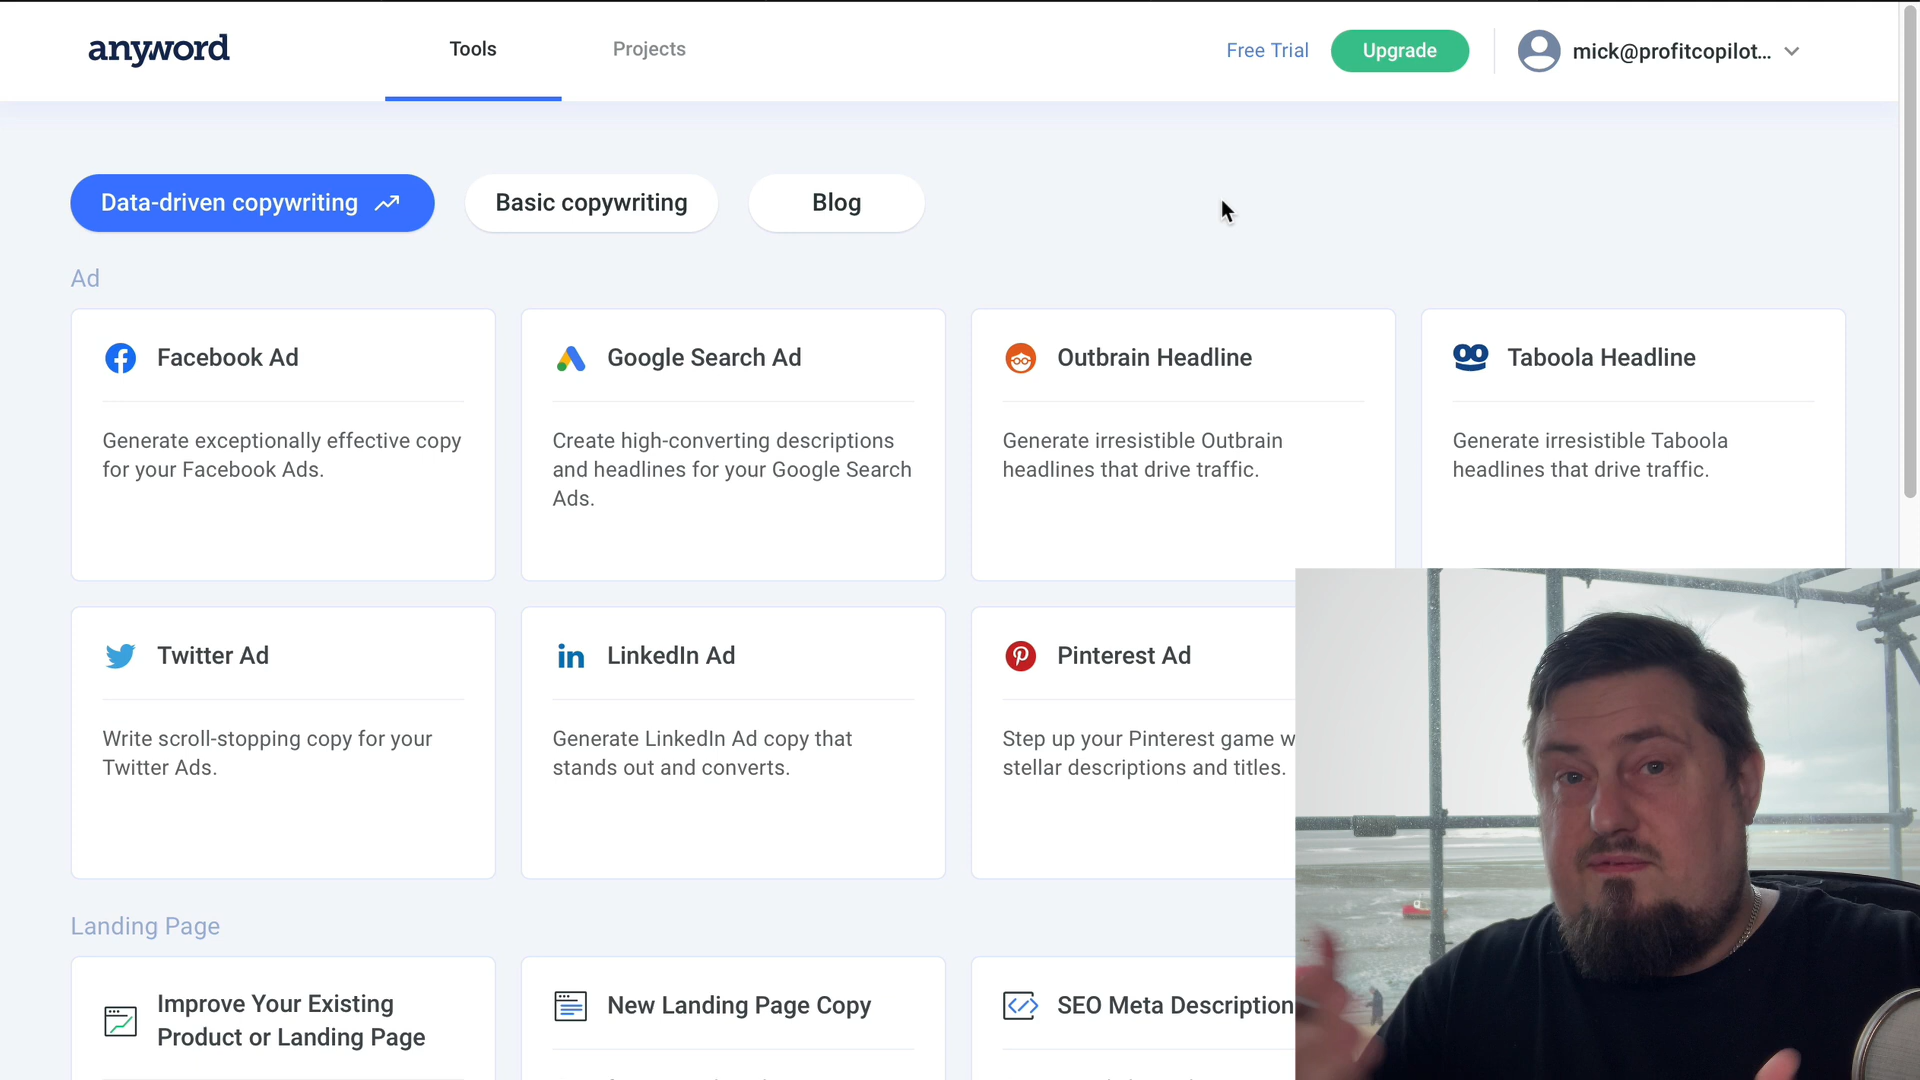 anyword
Tools
Projects
Free Trial
Upgrade
mick@profitcopilot...
Data-driven copywriting
Basic copywriting
Blog
Ad
Facebook Ad
Generate exceptionally effective copy
for your Facebook Ads.
Google Search Ad
Create high-converting descriptions
and headlines for your Google Search
Ads.
Outbrain Headline
Generate irresistible Outbrain
headlines that drive traffic.
Taboola Headline
Generate irresistible Taboola
headlines that drive traffic.
Twitter Ad
Write scroll-stopping copy for your
Twitter Ads.
LinkedIn Ad
Generate LinkedIn Ad copy that
stands out and converts.
Pinterest Ad
Step up your Pinterest game w
stellar descriptions and titles.
Landing Page
Improve Your Existing
Product or Landing Page
New Landing Page Copy
SEO Meta Description